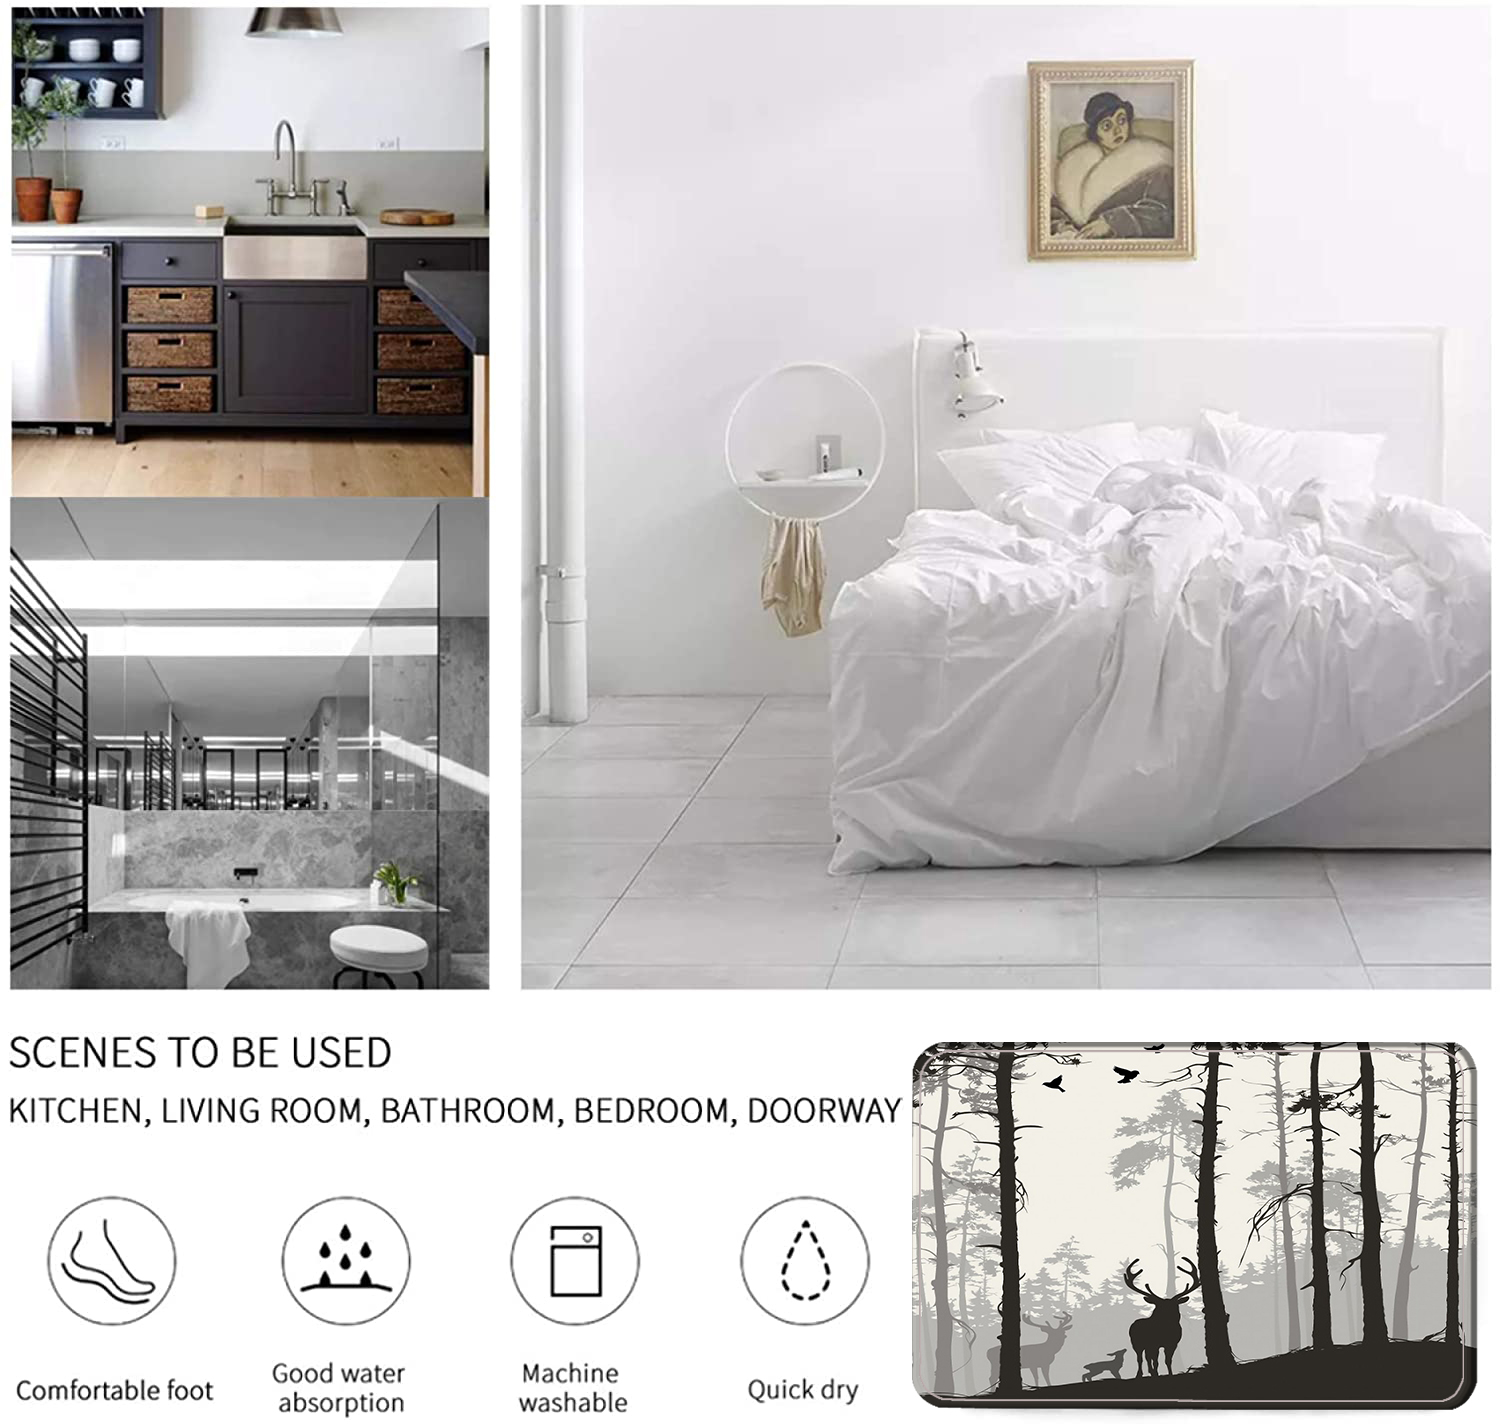 SCENES TO BE USED
KITCHEN, LIVING ROOM, BATHROOM, BEDROOM, DOORWAY
Comfortable foot
Good water
absorption
Machine
washable
Quick dry